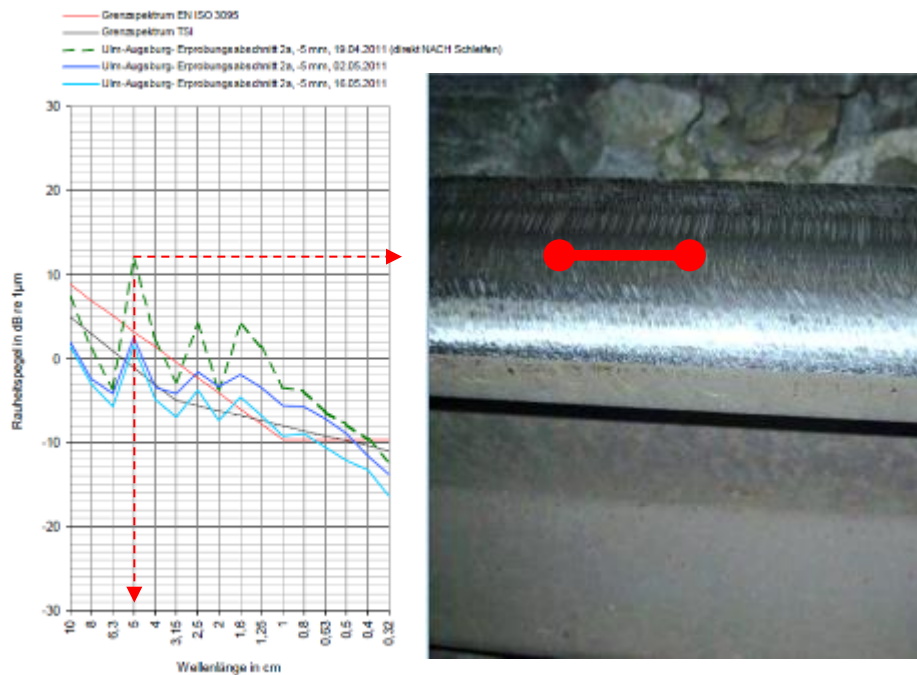 Grenzspektrum EN ISO 3095
Grenzspektrum TSI
Ulm-Augsburg- Erprobungsabschnitt 2a, -5 mm, 19.04.2011 (direkt NACH Schleifen)
Ulm-Augsburg- Erprobungsabschnitt 2a, -5 mm, 02.05.2011
Ulm-Augsburg- Erprobungsabschnitt 2a, -5 mm, 16.05.2011
Rauheitspegel in dB re 1µm
30
20
10
0
-10
-20
-30
10 8 6,3 5 4 3,15 2,5 2 1,6 1,25 1 0,8 0,63 0,5 0,4 0,32
Wellenlänge in cm